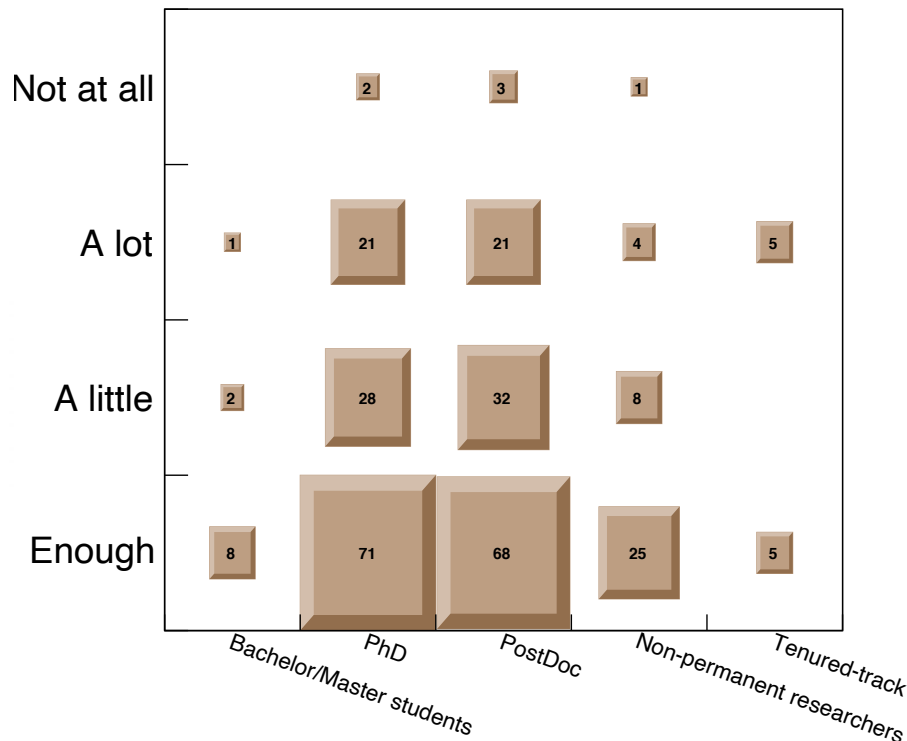 Not at all
2
3
1
A lot
1
21
21
4
5
A little
2
28
32
8
Enough
8
71
68
25
5
Bachelor/Master students
PhD
PostDoc
Non-permanent researchers
Tenured-track